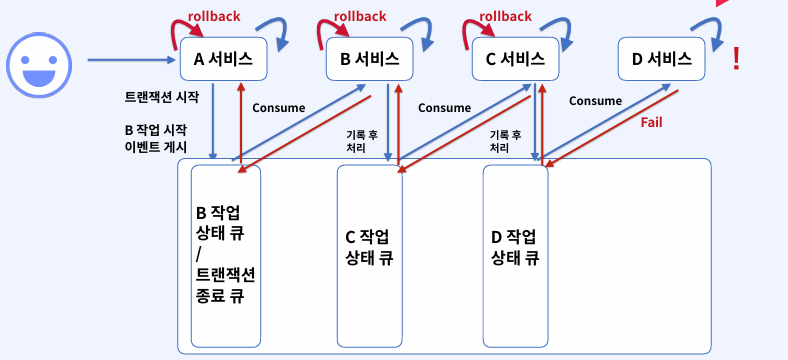 rollback
rollback
rollback
A 서비스
B 서비스
C 서비스
D 서비스
!
트랜잭션 시작
B 작업 시작
이벤트 게시
Consume
기록 후
처리
Consume
기록 후
처리
Consume
Fail
B 작업
상태 큐
/
트랜잭션
종료 큐
C 작업
상태 큐
D 작업
상태 큐